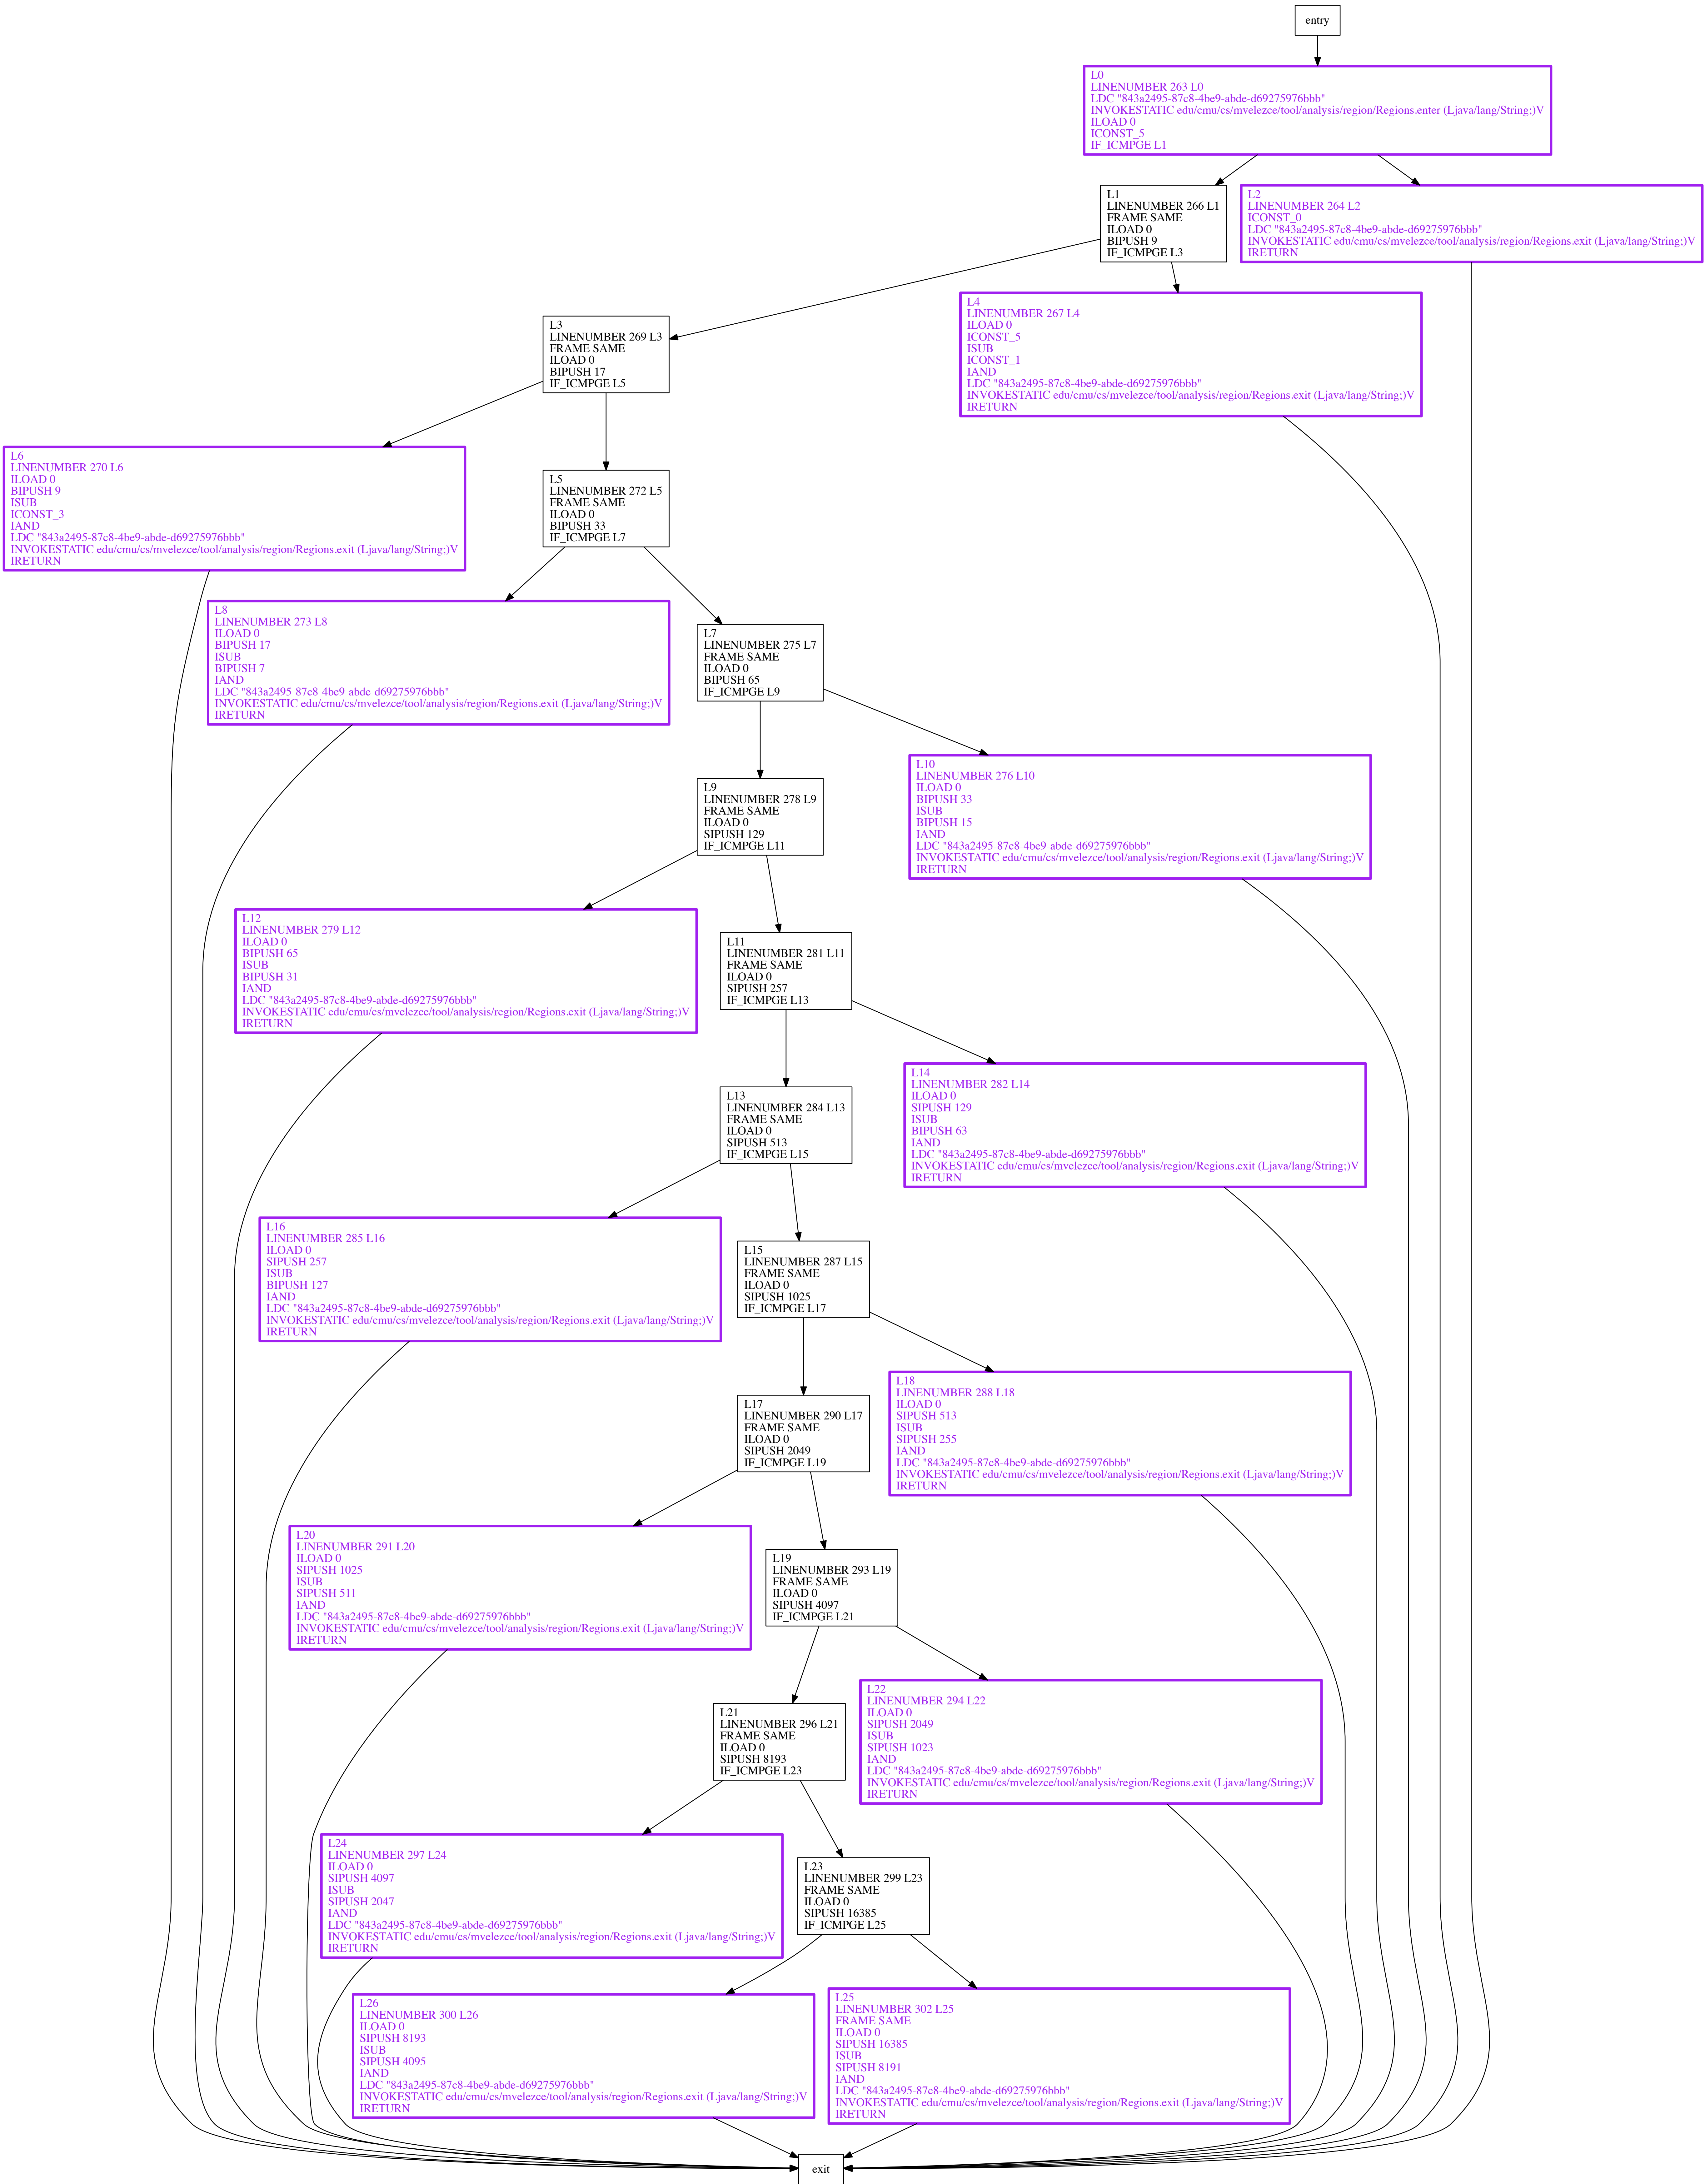 entry
L0
LINENUMBER 263 L0
LDC "843a2495-87c8-4be9-abde-d69275976bbb"
INVOKESTATIC edu/cmu/cs/mvelezce/tool/analysis/region/Regions.enter (Ljava/lang/String;)V
ILOAD 0
ICONST_5
IF_ICMPGE L1
L1
LINENUMBER 266 L1
FRAME SAME
ILOAD 0
BIPUSH 9
IF_ICMPGE L3
L2
LINENUMBER 264 L2
ICONST_0
LDC "843a2495-87c8-4be9-abde-d69275976bbb"
INVOKESTATIC edu/cmu/cs/mvelezce/tool/analysis/region/Regions.exit (Ljava/lang/String;)V
IRETURN
L4
LINENUMBER 267 L4
ILOAD 0
ICONST_5
ISUB
ICONST_1
IAND
LDC "843a2495-87c8-4be9-abde-d69275976bbb"
INVOKESTATIC edu/cmu/cs/mvelezce/tool/analysis/region/Regions.exit (Ljava/lang/String;)V
IRETURN
L3
LINENUMBER 269 L3
FRAME SAME
ILOAD 0
BIPUSH 17
IF_ICMPGE L5
L6
LINENUMBER 270 L6
ILOAD 0
BIPUSH 9
ISUB
ICONST_3
IAND
LDC "843a2495-87c8-4be9-abde-d69275976bbb"
INVOKESTATIC edu/cmu/cs/mvelezce/tool/analysis/region/Regions.exit (Ljava/lang/String;)V
IRETURN
L5
LINENUMBER 272 L5
FRAME SAME
ILOAD 0
BIPUSH 33
IF_ICMPGE L7
L8
LINENUMBER 273 L8
ILOAD 0
BIPUSH 17
ISUB
BIPUSH 7
IAND
LDC "843a2495-87c8-4be9-abde-d69275976bbb"
INVOKESTATIC edu/cmu/cs/mvelezce/tool/analysis/region/Regions.exit (Ljava/lang/String;)V
IRETURN
L7
LINENUMBER 275 L7
FRAME SAME
ILOAD 0
BIPUSH 65
IF_ICMPGE L9
L10
LINENUMBER 276 L10
ILOAD 0
BIPUSH 33
ISUB
BIPUSH 15
IAND
LDC "843a2495-87c8-4be9-abde-d69275976bbb"
INVOKESTATIC edu/cmu/cs/mvelezce/tool/analysis/region/Regions.exit (Ljava/lang/String;)V
IRETURN
L9
LINENUMBER 278 L9
FRAME SAME
ILOAD 0
SIPUSH 129
IF_ICMPGE L11
L12
LINENUMBER 279 L12
ILOAD 0
BIPUSH 65
ISUB
BIPUSH 31
IAND
LDC "843a2495-87c8-4be9-abde-d69275976bbb"
INVOKESTATIC edu/cmu/cs/mvelezce/tool/analysis/region/Regions.exit (Ljava/lang/String;)V
IRETURN
L11
LINENUMBER 281 L11
FRAME SAME
ILOAD 0
SIPUSH 257
IF_ICMPGE L13
L14
LINENUMBER 282 L14
ILOAD 0
SIPUSH 129
ISUB
BIPUSH 63
IAND
LDC "843a2495-87c8-4be9-abde-d69275976bbb"
INVOKESTATIC edu/cmu/cs/mvelezce/tool/analysis/region/Regions.exit (Ljava/lang/String;)V
IRETURN
L13
LINENUMBER 284 L13
FRAME SAME
ILOAD 0
SIPUSH 513
IF_ICMPGE L15
L16
LINENUMBER 285 L16
ILOAD 0
SIPUSH 257
ISUB
BIPUSH 127
IAND
LDC "843a2495-87c8-4be9-abde-d69275976bbb"
INVOKESTATIC edu/cmu/cs/mvelezce/tool/analysis/region/Regions.exit (Ljava/lang/String;)V
IRETURN
L15
LINENUMBER 287 L15
FRAME SAME
ILOAD 0
SIPUSH 1025
IF_ICMPGE L17
L18
LINENUMBER 288 L18
ILOAD 0
SIPUSH 513
ISUB
SIPUSH 255
IAND
LDC "843a2495-87c8-4be9-abde-d69275976bbb"
INVOKESTATIC edu/cmu/cs/mvelezce/tool/analysis/region/Regions.exit (Ljava/lang/String;)V
IRETURN
L17
LINENUMBER 290 L17
FRAME SAME
ILOAD 0
SIPUSH 2049
IF_ICMPGE L19
L20
LINENUMBER 291 L20
ILOAD 0
SIPUSH 1025
ISUB
SIPUSH 511
IAND
LDC "843a2495-87c8-4be9-abde-d69275976bbb"
INVOKESTATIC edu/cmu/cs/mvelezce/tool/analysis/region/Regions.exit (Ljava/lang/String;)V
IRETURN
L19
LINENUMBER 293 L19
FRAME SAME
ILOAD 0
SIPUSH 4097
IF_ICMPGE L21
L22
LINENUMBER 294 L22
ILOAD 0
SIPUSH 2049
ISUB
SIPUSH 1023
IAND
LDC "843a2495-87c8-4be9-abde-d69275976bbb"
INVOKESTATIC edu/cmu/cs/mvelezce/tool/analysis/region/Regions.exit (Ljava/lang/String;)V
IRETURN
L21
LINENUMBER 296 L21
FRAME SAME
ILOAD 0
SIPUSH 8193
IF_ICMPGE L23
L24
LINENUMBER 297 L24
ILOAD 0
SIPUSH 4097
ISUB
SIPUSH 2047
IAND
LDC "843a2495-87c8-4be9-abde-d69275976bbb"
INVOKESTATIC edu/cmu/cs/mvelezce/tool/analysis/region/Regions.exit (Ljava/lang/String;)V
IRETURN
L23
LINENUMBER 299 L23
FRAME SAME
ILOAD 0
SIPUSH 16385
IF_ICMPGE L25
L26
LINENUMBER 300 L26
ILOAD 0
SIPUSH 8193
ISUB
SIPUSH 4095
IAND
LDC "843a2495-87c8-4be9-abde-d69275976bbb"
INVOKESTATIC edu/cmu/cs/mvelezce/tool/analysis/region/Regions.exit (Ljava/lang/String;)V
IRETURN
L25
LINENUMBER 302 L25
FRAME SAME
ILOAD 0
SIPUSH 16385
ISUB
SIPUSH 8191
IAND
LDC "843a2495-87c8-4be9-abde-d69275976bbb"
INVOKESTATIC edu/cmu/cs/mvelezce/tool/analysis/region/Regions.exit (Ljava/lang/String;)V
IRETURN
exit